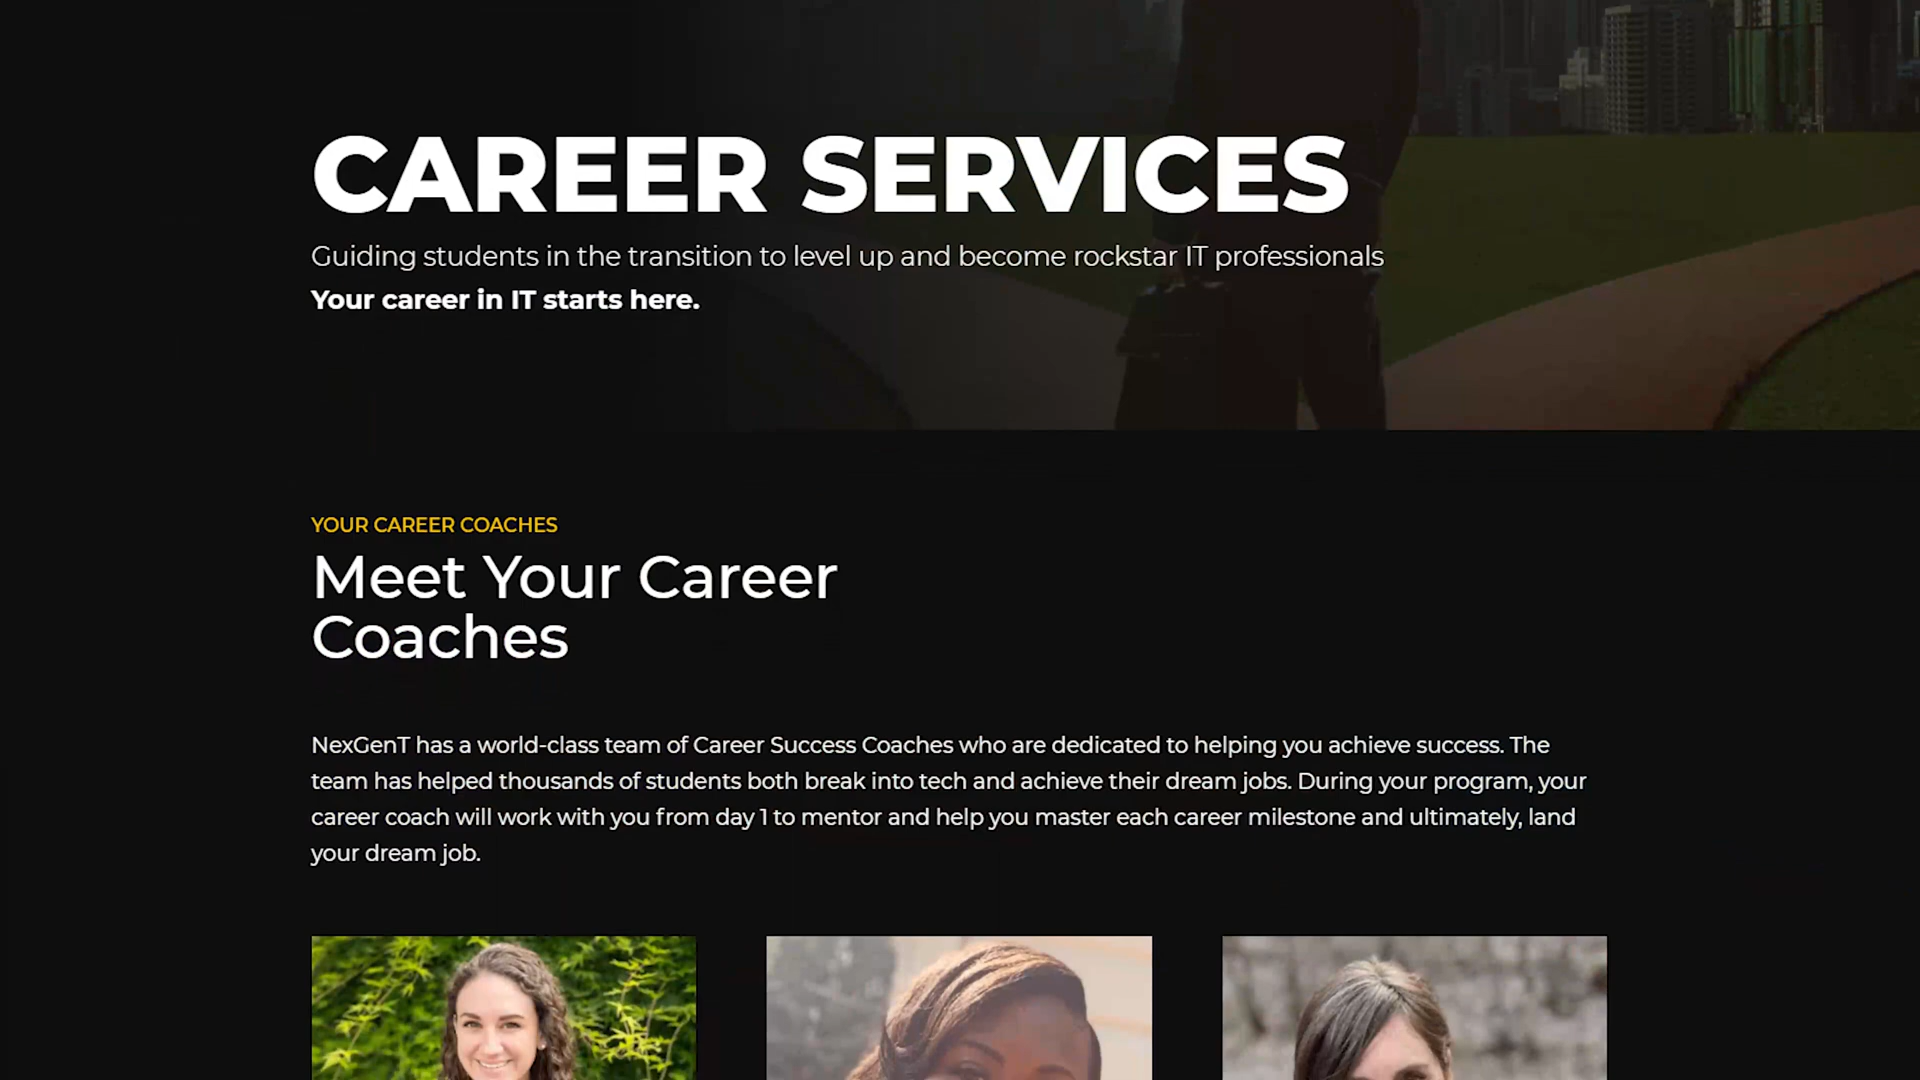 CAREER SERVICES
Guiding students in the transition to level up and become rockstar IT professionals
Your career in IT starts here.
YOUR CAREER COACHES
Meet Your Career
Coaches
NexGenT has a world-class team of Career Success Coaches who are dedicated to helping you achieve success. The
team has helped thousands of students both break into tech and achieve their dream jobs. During your program, your
career coach will work with you from day 1 to mentor and help you master each career milestone and ultimately, land
your dream job.